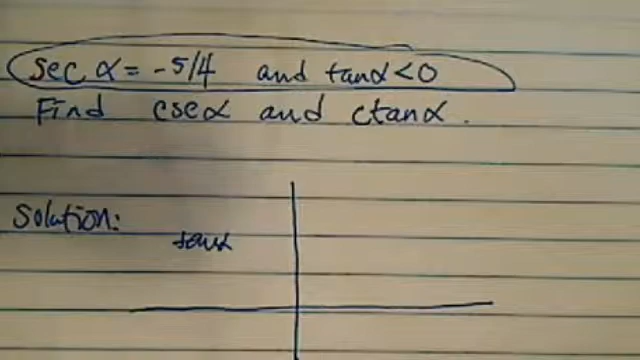 sec α = -5/4 and tanα < 0
Find cscα and ctanα.
Solution:
tanα